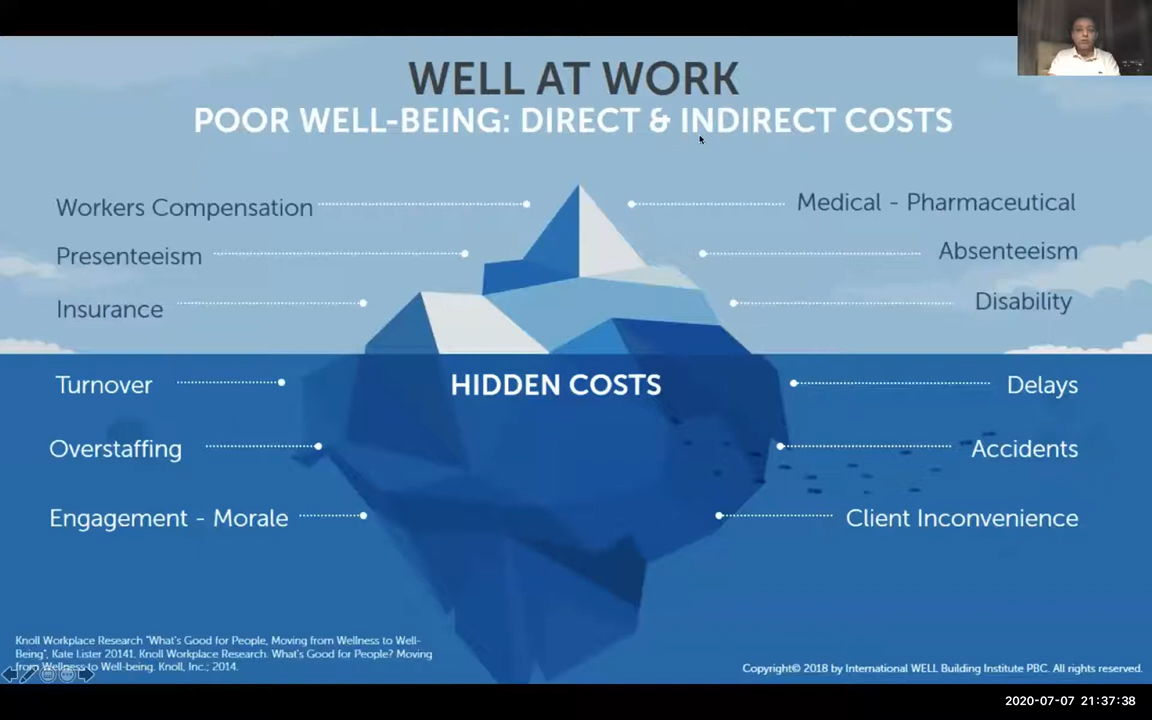 WELL AT WORK
POOR WELL-BEING: DIRECT & INDIRECT COSTS
Workers Compensation
Medical - Pharmaceutical
Presenteeism
Absenteeism
Insurance
Disability
Turnover
HIDDEN COSTS
Delays
Overstaffing
Accidents
Engagement - Morale
Client Inconvenience
Knoll Workplace Research "What's Good for People, Moving from Wellness to Well-
Being", Kate Lister 20141. Knoll Workplace Research. What's Good for People? Moving
from Wellness to Well-being. Knoll, Inc.; 2014.
Copyright© 2018 by International WELL Building Institute PBC. All rights reserved.
2020-07-07 21:37:38